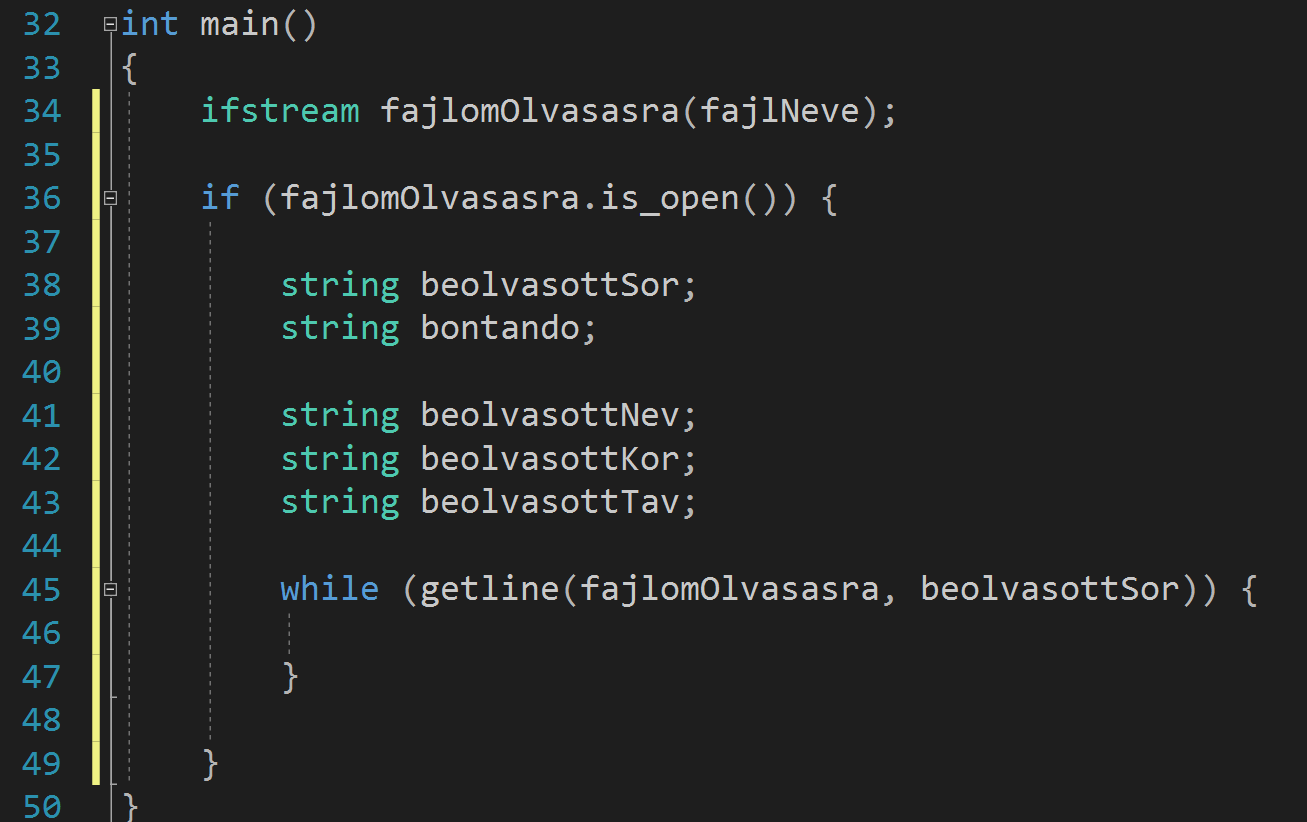 32 int main()
33 {
34     ifstream fajlomOlvasasra(fajlNeve);
35
36     if (fajlomOlvasasra.is_open()) {
37
38         string beolvasottSor;
39         string bontando;
40
41         string beolvasottNev;
42         string beolvasottKor;
43         string beolvasottTav;
44
45         while (getline(fajlomOlvasasra, beolvasottSor)) {
46
47         }
48
49     }
50 }